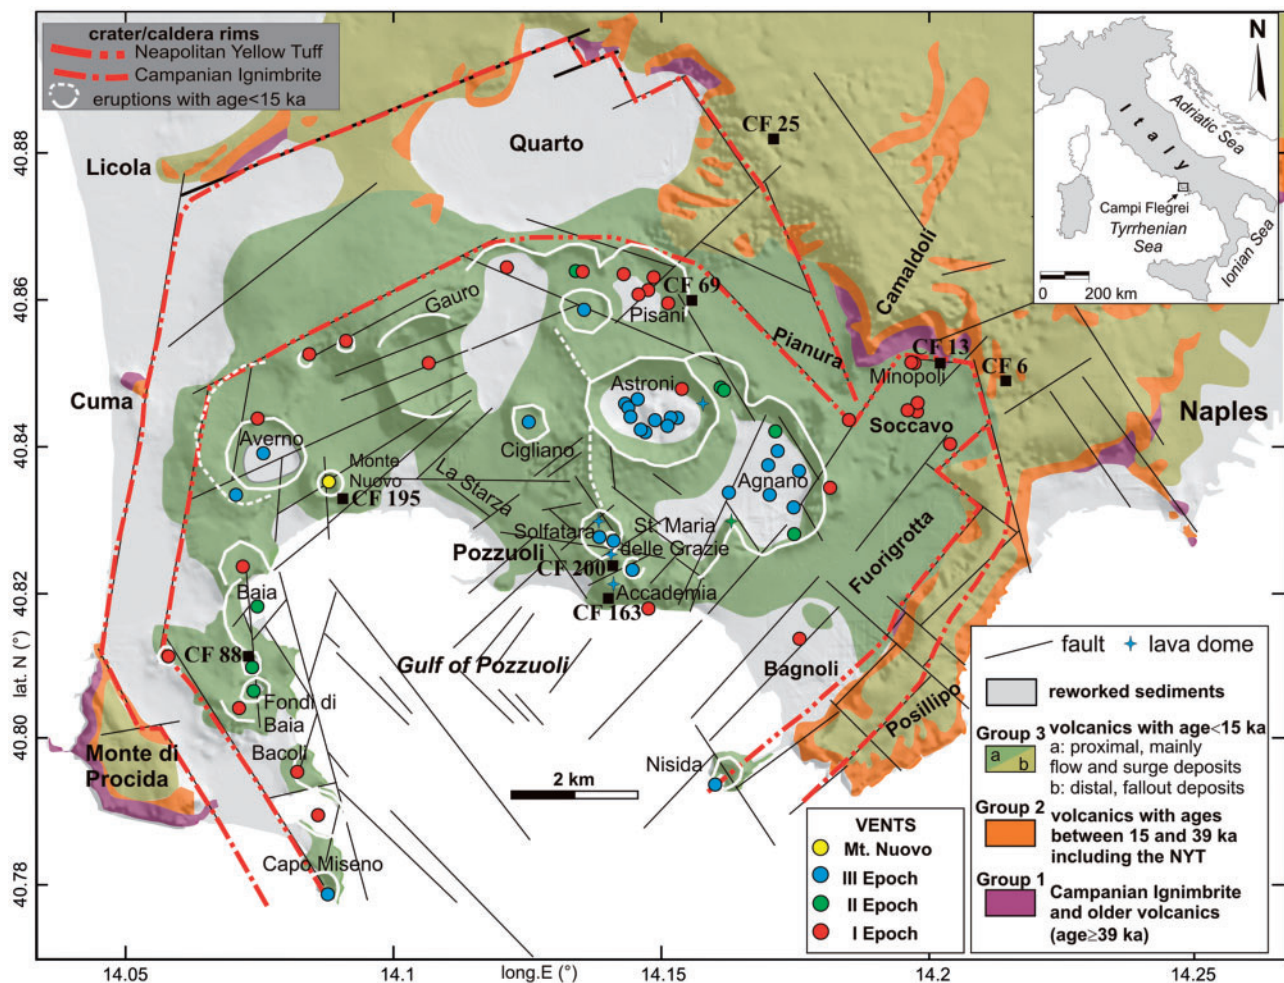 crater/caldera rims
Neapolitan Yellow Tuff
Campanian Ignimbrite
eruptions with age<15 ka
N
Italy
Adriatic Sea
Campi Flegrei
Tyrrhenian
Sea
Ionian Sea
0 200 km
Licola
Quarto
CF 25
Camaldoli
Gauro
CF 69
Pisani
Pianura
CF 13
Minopoli
CF 6
Cuma
Astroni
Soccavo
Naples
Averno
Cigliano
Monte
Nuovo
CF 195
La Starza
Agnano
Solfatara
St. Maria
delle Grazie
Pozzuoli
CF 200
Accademia
CF 163
Fuorigrotta
Baia
CF 88
Gulf of Pozzuoli
Bagnoli
Posillipo
Fondi di
Baia
Bacoli
Monte di
Procida
Nisida
2 km
Capo Miseno
VENTS
Mt. Nuovo
III Epoch
II Epoch
I Epoch
fault
lava dome
reworked sediments
Group 3
a
b
volcanics with age<15 ka
a: proximal, mainly
flow and surge deposits
b: distal, fallout deposits
Group 2
volcanics with ages
between 15 and 39 ka
including the NYT
Group 1
Campanian Ignimbrite
and older volcanics
(age≥39 ka)
40.88
40.86
40.84
40.82
40.80
40.78
lat. N (°)
14.05
14.1
long.E (°)
14.15
14.2
14.25